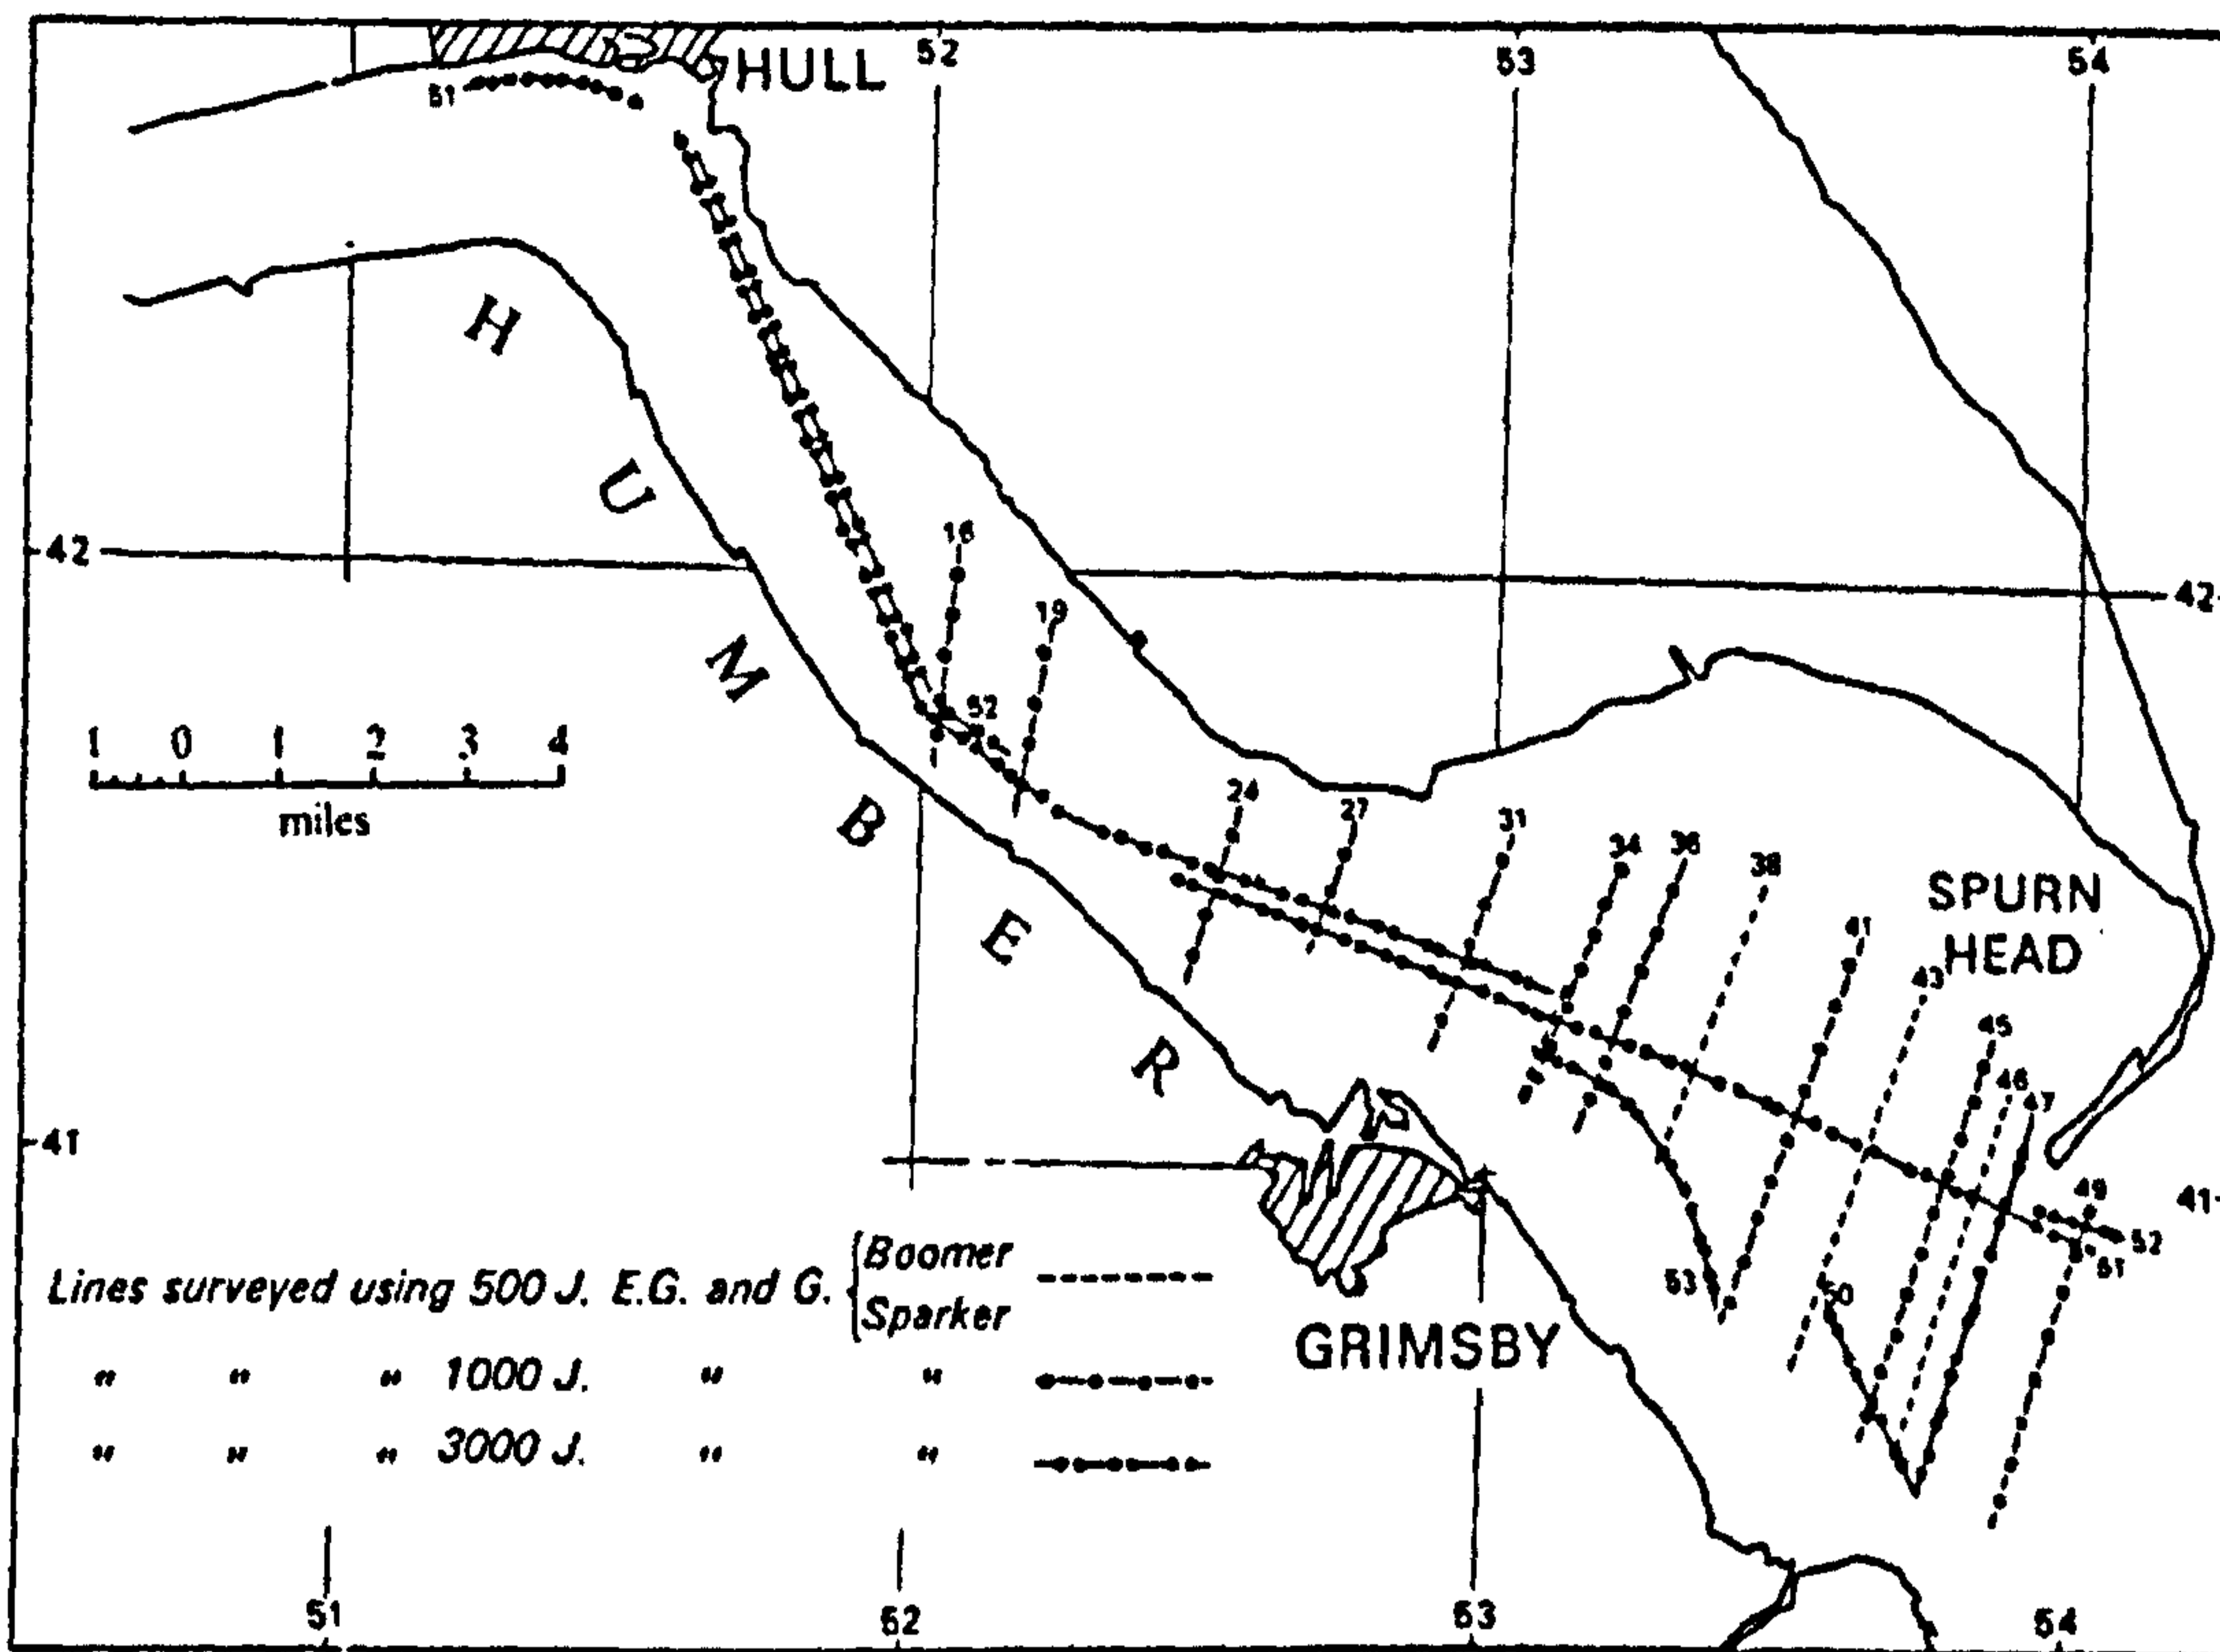 HULL
52
53
54
51
H
U
M
B
E
R
42
42
16
19
52
1 0 1 2 3 4
miles
24
27
31
34
36
38
41
43
45
46
47
SPURN
HEAD
41
41
49
52
51
53
50
Lines surveyed using 500 J. E.G. and G. { Boomer
Sparker
" " " 1000 J. " "
" " " 3000 J. " "
GRIMSBY
51
52
53
54